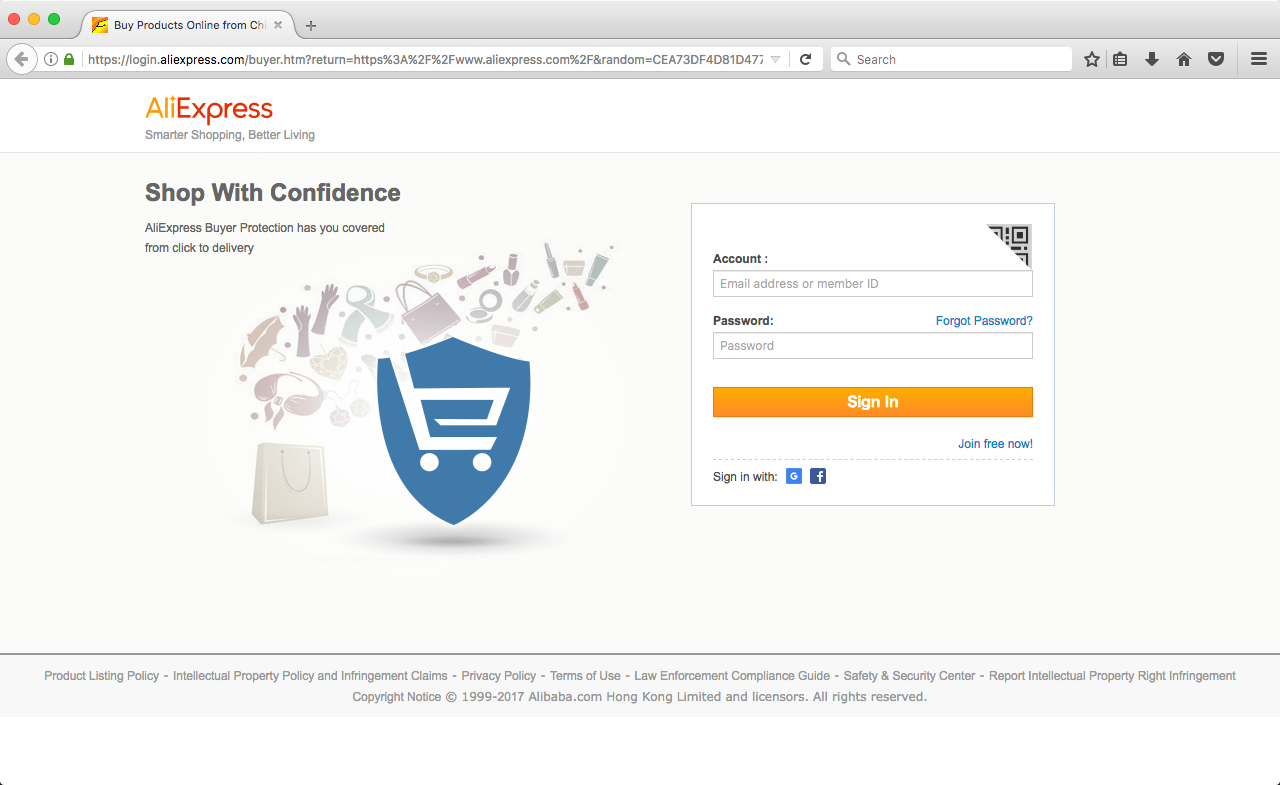 Buy Products Online from Chi
https://login.aliexpress.com/buyer.htm?return=https%3A%2F%2Fwww.aliexpress.com%2F&random=CEA73DF4D81D477
Search
AliExpress
Smarter Shopping, Better Living
Shop With Confidence
AliExpress Buyer Protection has you covered
from click to delivery
Account :
Email address or member ID
Password:
Forgot Password?
Password
Sign In
Join free now!
Sign in with:
G
f
Product Listing Policy - Intellectual Property Policy and Infringement Claims - Privacy Policy - Terms of Use - Law Enforcement Compliance Guide - Safety & Security Center - Report Intellectual Property Right Infringement
Copyright Notice © 1999-2017 Alibaba.com Hong Kong Limited and licensors. All rights reserved.